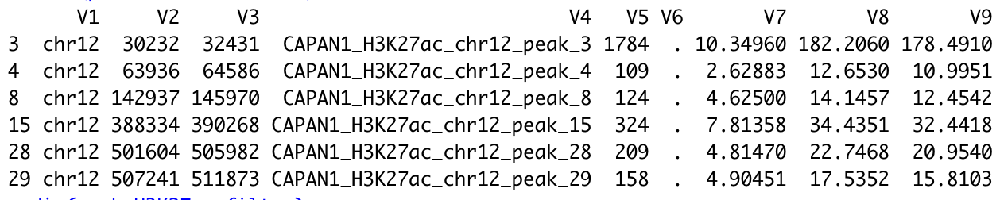 V1 V2 V3 V4 V5 V6 V7 V8 V9
3 chr12 30232 32431 CAPAN1_H3K27ac_chr12_peak_3 1784 . 10.34960 182.2060 178.4910
4 chr12 63936 64586 CAPAN1_H3K27ac_chr12_peak_4 109 . 2.62883 12.6530 10.9951
8 chr12 142937 145970 CAPAN1_H3K27ac_chr12_peak_8 124 . 4.62500 14.1457 12.4542
15 chr12 388334 390268 CAPAN1_H3K27ac_chr12_peak_15 324 . 7.81358 34.4351 32.4418
28 chr12 501604 505982 CAPAN1_H3K27ac_chr12_peak_28 209 . 4.81470 22.7468 20.9540
29 chr12 507241 511873 CAPAN1_H3K27ac_chr12_peak_29 158 . 4.90451 17.5352 15.8103